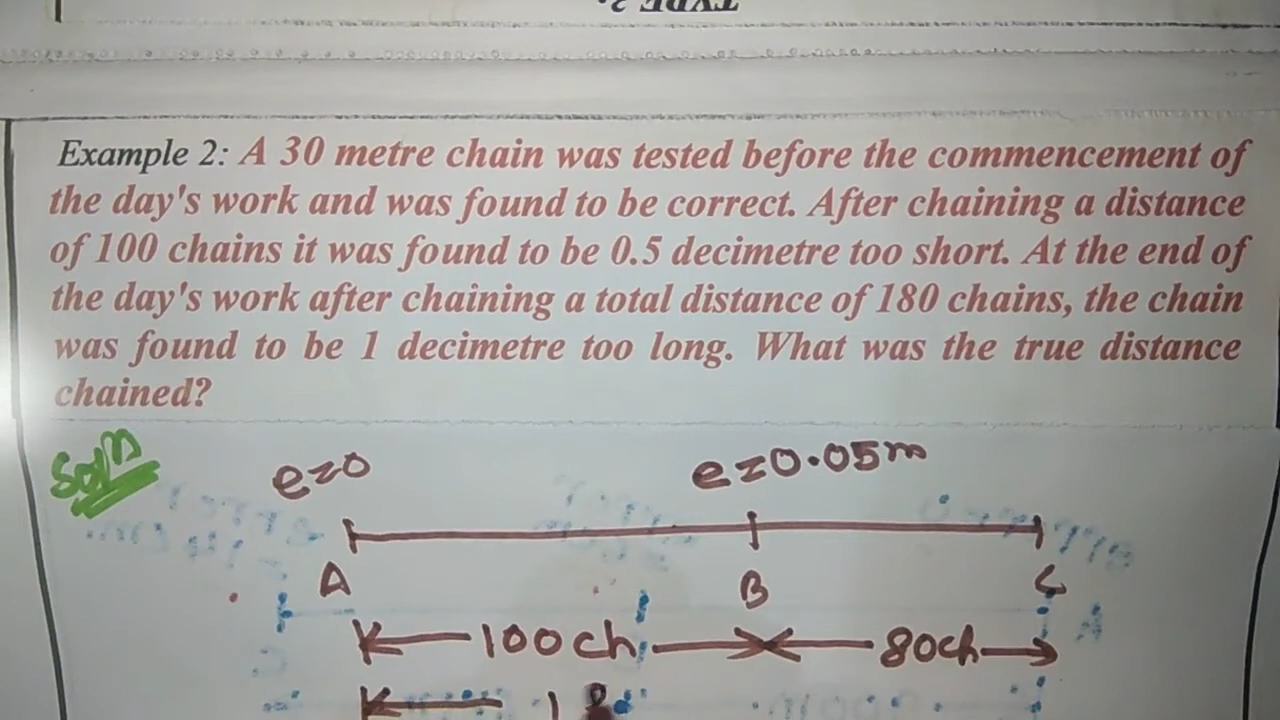 TYPE 2:
Example 2: A 30 metre chain was tested before the commencement of
the day's work and was found to be correct. After chaining a distance
of 100 chains it was found to be 0.5 decimetre too short. At the end of
the day's work after chaining a total distance of 180 chains, the chain
was found to be 1 decimetre too long. What was the true distance
chained?
Soln
e=0 e=0.05m
A B C
100ch 80ch